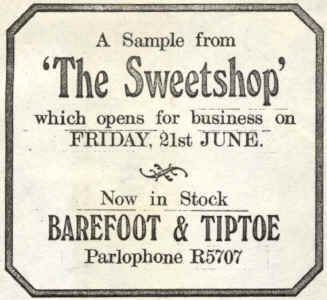 A Sample from
'The Sweetshop'
which opens for business on
FRIDAY, 21st JUNE.
Now in Stock
BAREFOOT & TIPTOE
Parlophone R5707